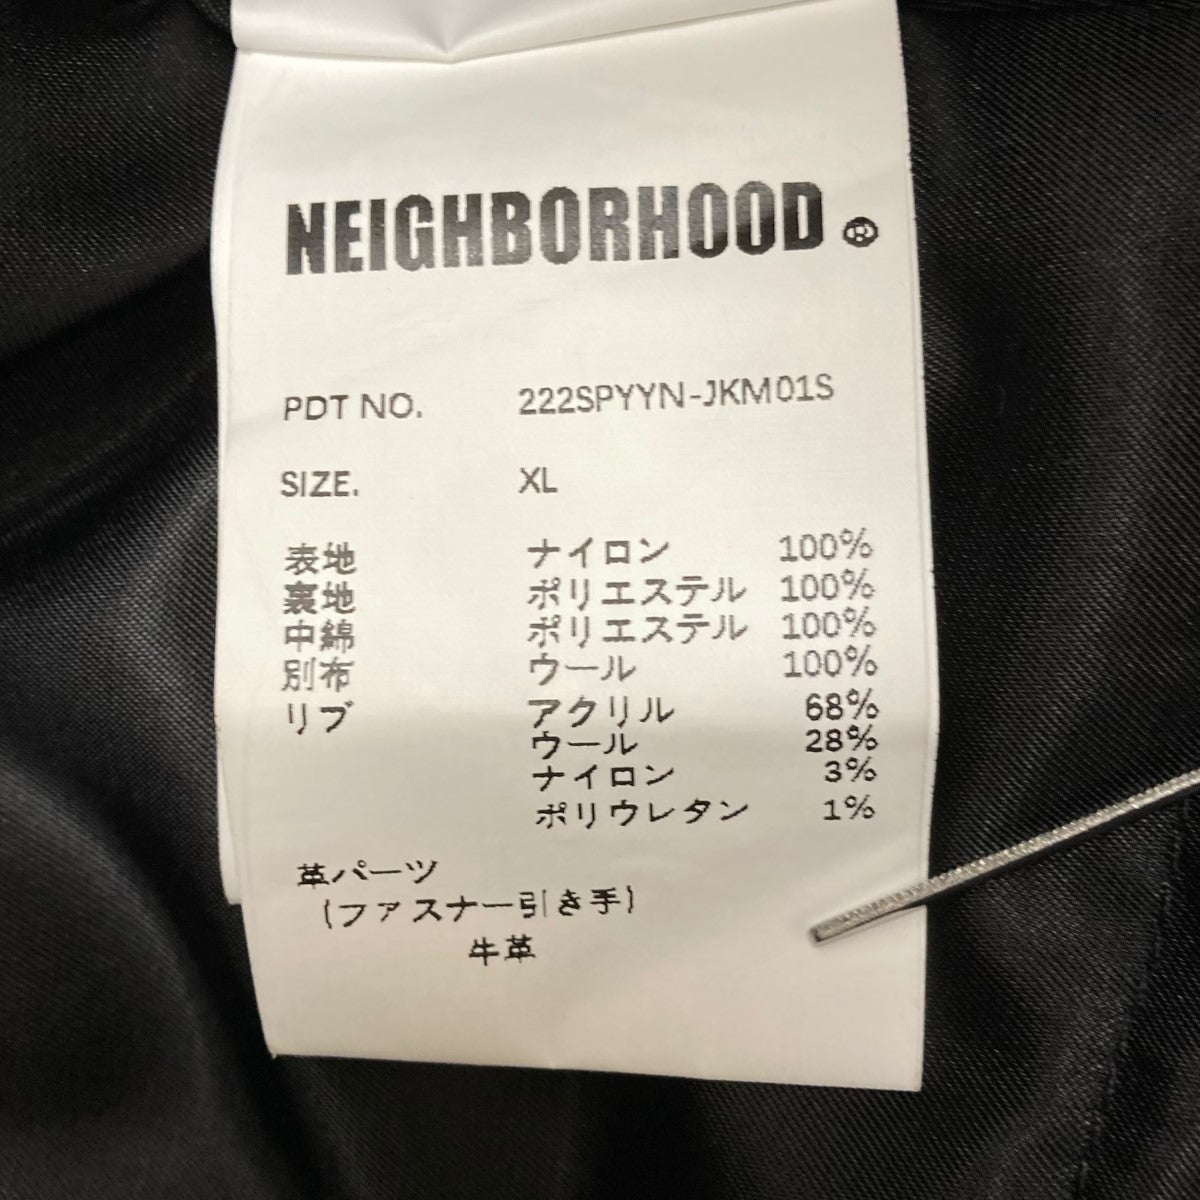 NEIGHBORHOOD ®
PDT NO. 222SPYYN-JKM01S
SIZE. XL
表地 ナイロン 100%
裏地 ポリエステル 100%
中綿 ポリエステル 100%
別布 ウール 100%
リブ アクリル 68%
ウール 28%
ナイロン 3%
ポリウレタン 1%
革パーツ
(ファスナー引き手)
牛革